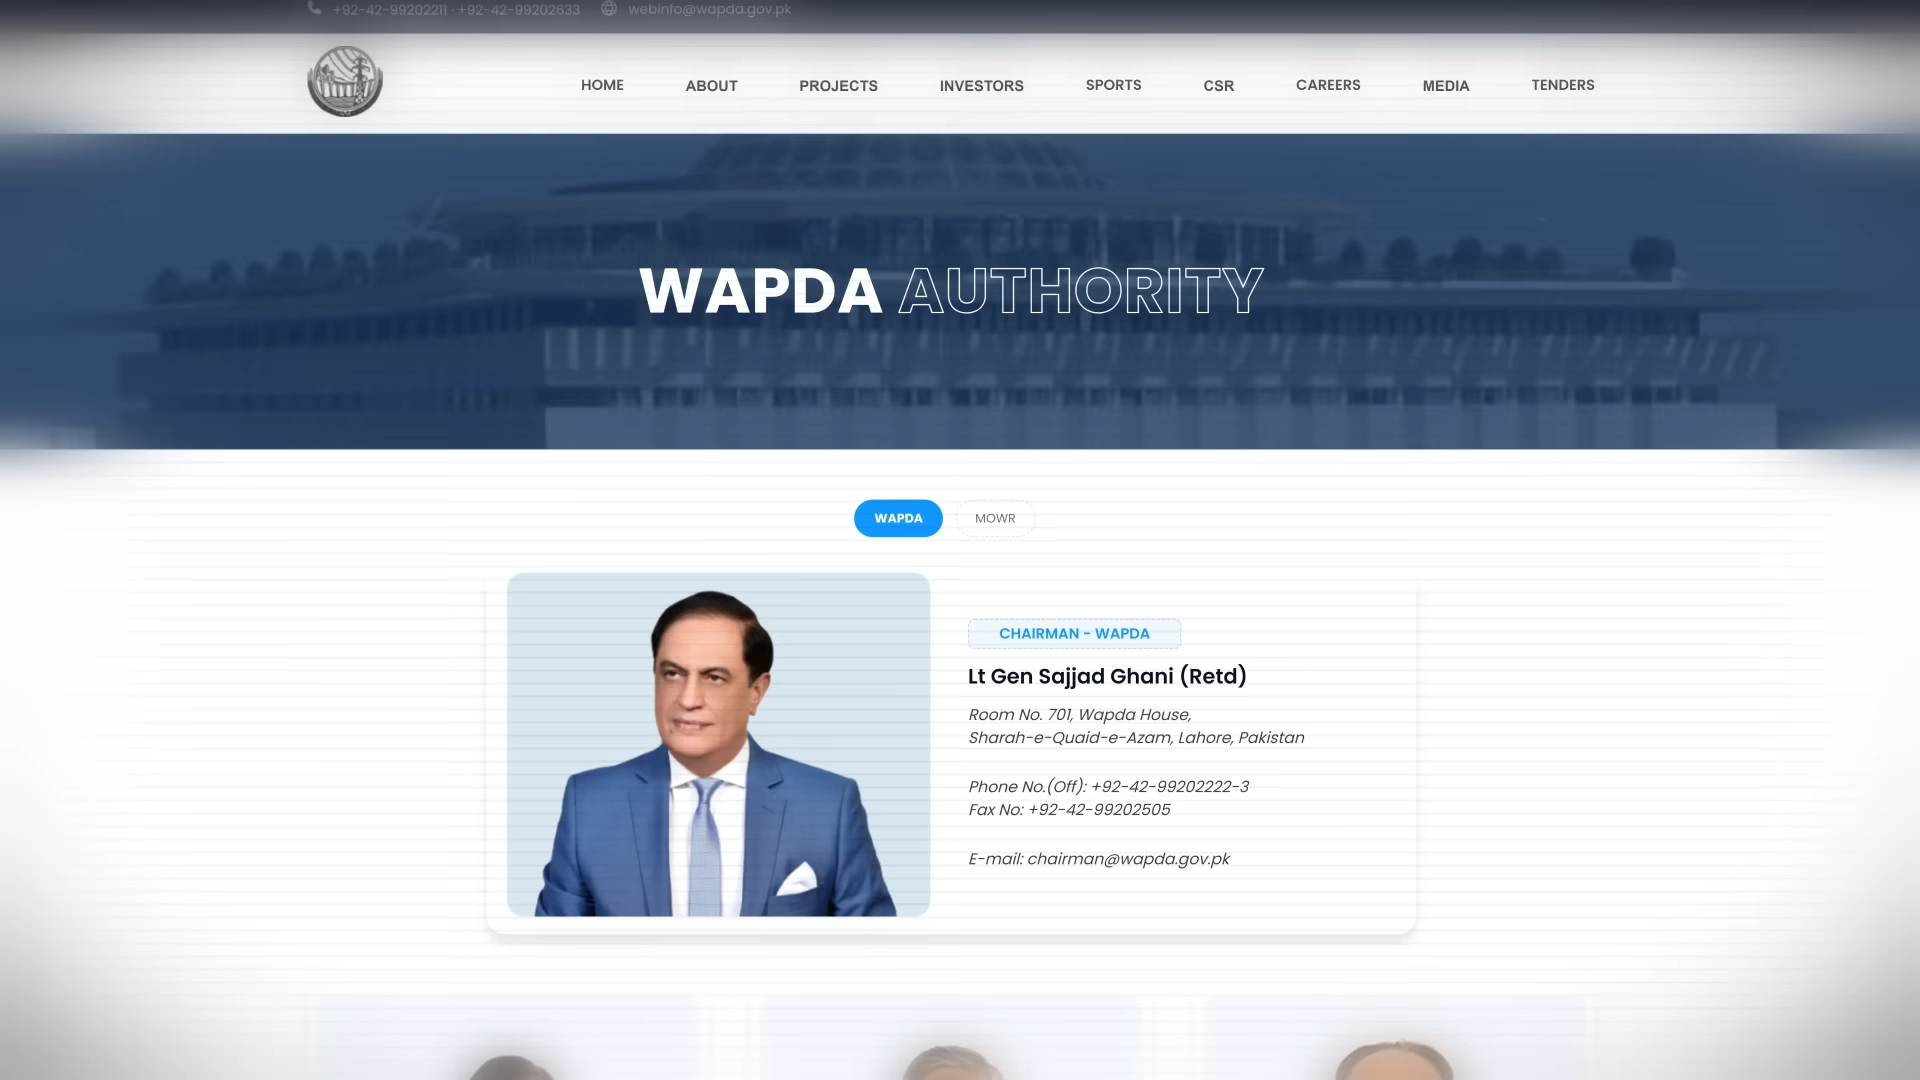 +92-42-99202211 · +92-42-99202633 webinfo@wapda.gov.pk
HOME ABOUT PROJECTS INVESTORS SPORTS CSR CAREERS MEDIA TENDERS
WAPDA AUTHORITY
WAPDA MOWR
CHAIRMAN - WAPDA
Lt Gen Sajjad Ghani (Retd)
Room No. 701, Wapda House,
Sharah-e-Quaid-e-Azam, Lahore, Pakistan
Phone No.(Off): +92-42-99202222-3
Fax No: +92-42-99202505
E-mail: chairman@wapda.gov.pk